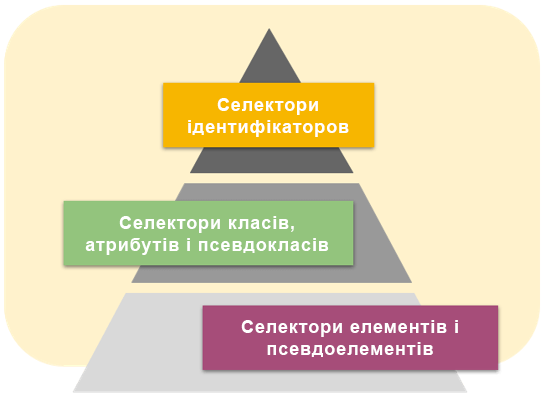 Селектори
ідентифікаторов
Селектори класів,
атрибутів і псевдокласів
Селектори елементів і
псевдоелементів